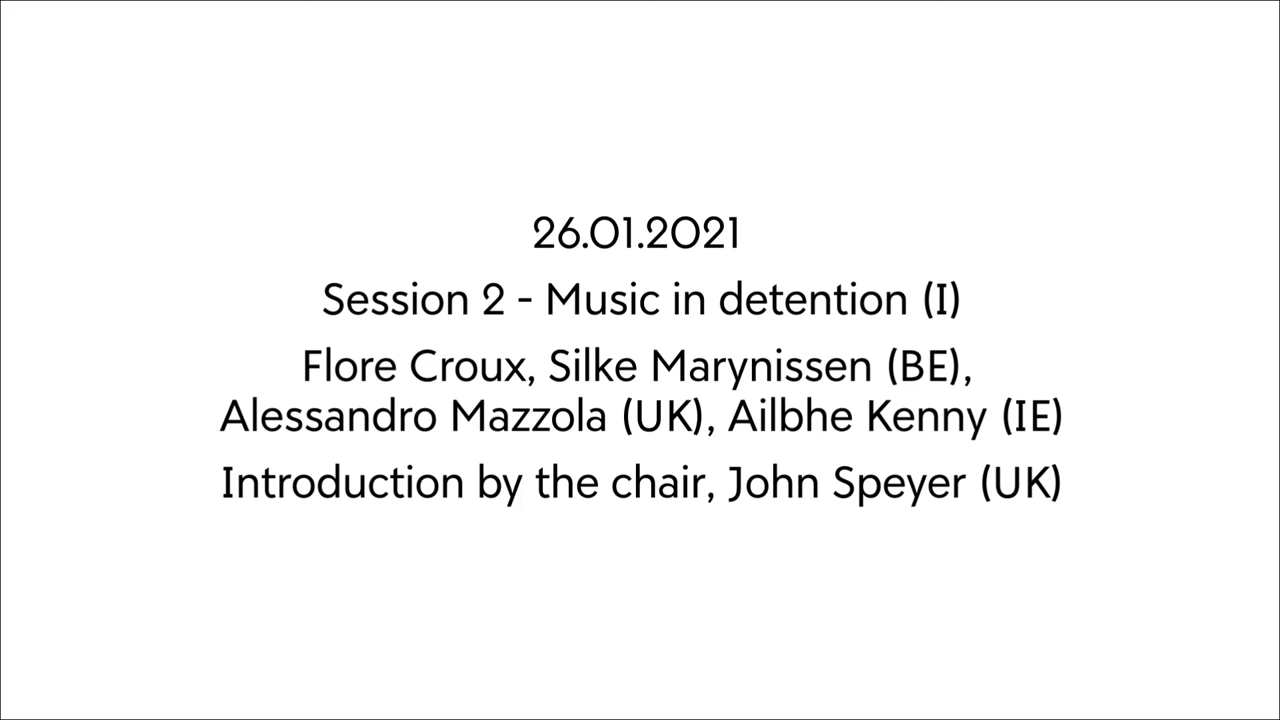 26.01.2021
Session 2 - Music in detention (I)
Flore Croux, Silke Marynissen (BE),
Alessandro Mazzola (UK), Ailbhe Kenny (IE)
Introduction by the chair, John Speyer (UK)